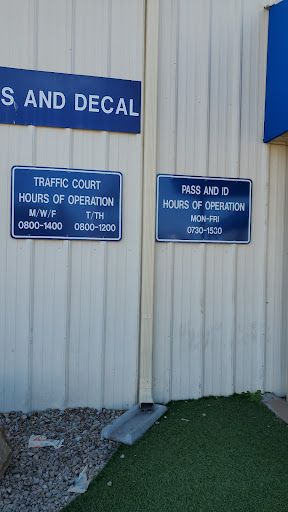 S AND DECAL
TRAFFIC COURT
HOURS OF OPERATION
M/W/F T/TH
0800-1400 0800-1200
PASS AND ID
HOURS OF OPERATION
MON-FRI
0730-1530